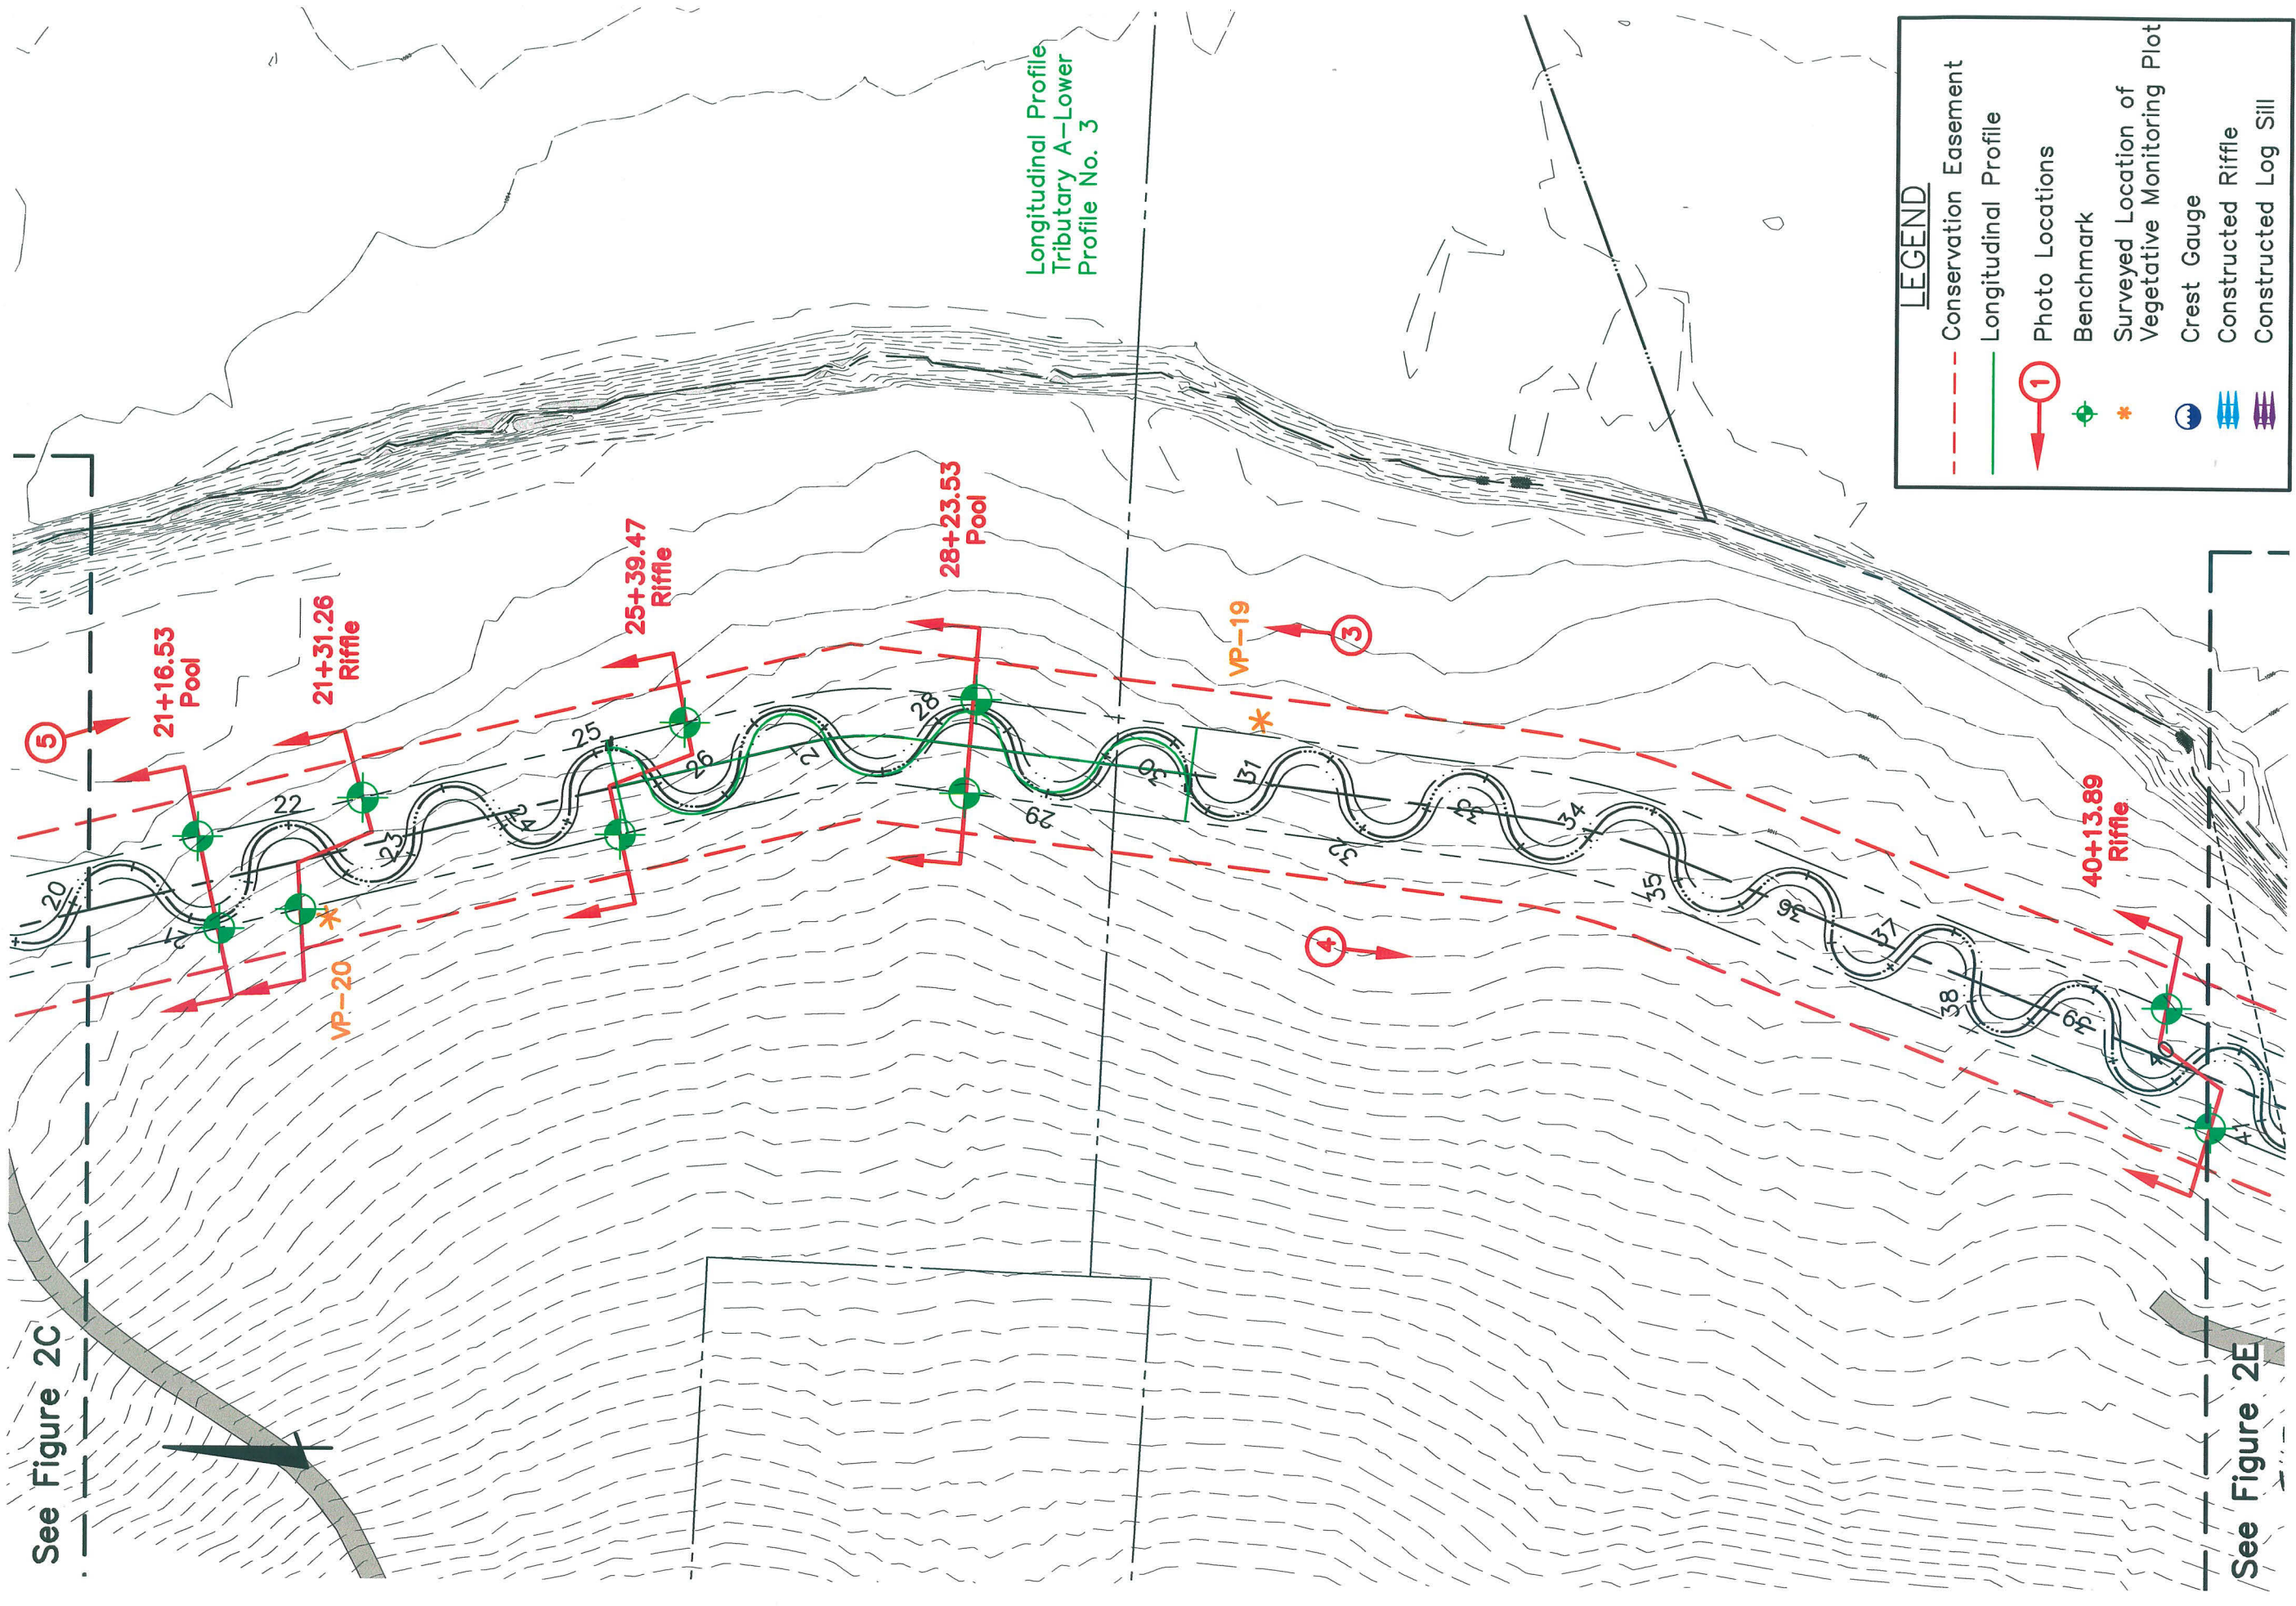 See Figure 2C
5
21+16.53
Pool
21+31.26
Riffle
25+39.47
Riffle
28+23.53
Pool
Longitudinal Profile
Tributary A-Lower
Profile No. 3
VP-20
VP-19
3
4
40+13.89
Riffle
20
21
22
23
24
25
26
27
28
29
30
31
32
33
34
35
36
37
38
39
40
41
See Figure 2E
LEGEND
Conservation Easement
Longitudinal Profile
1
Photo Locations
Benchmark
Surveyed Location of
Vegetative Monitoring Plot
Crest Gauge
Constructed Riffle
Constructed Log Sill